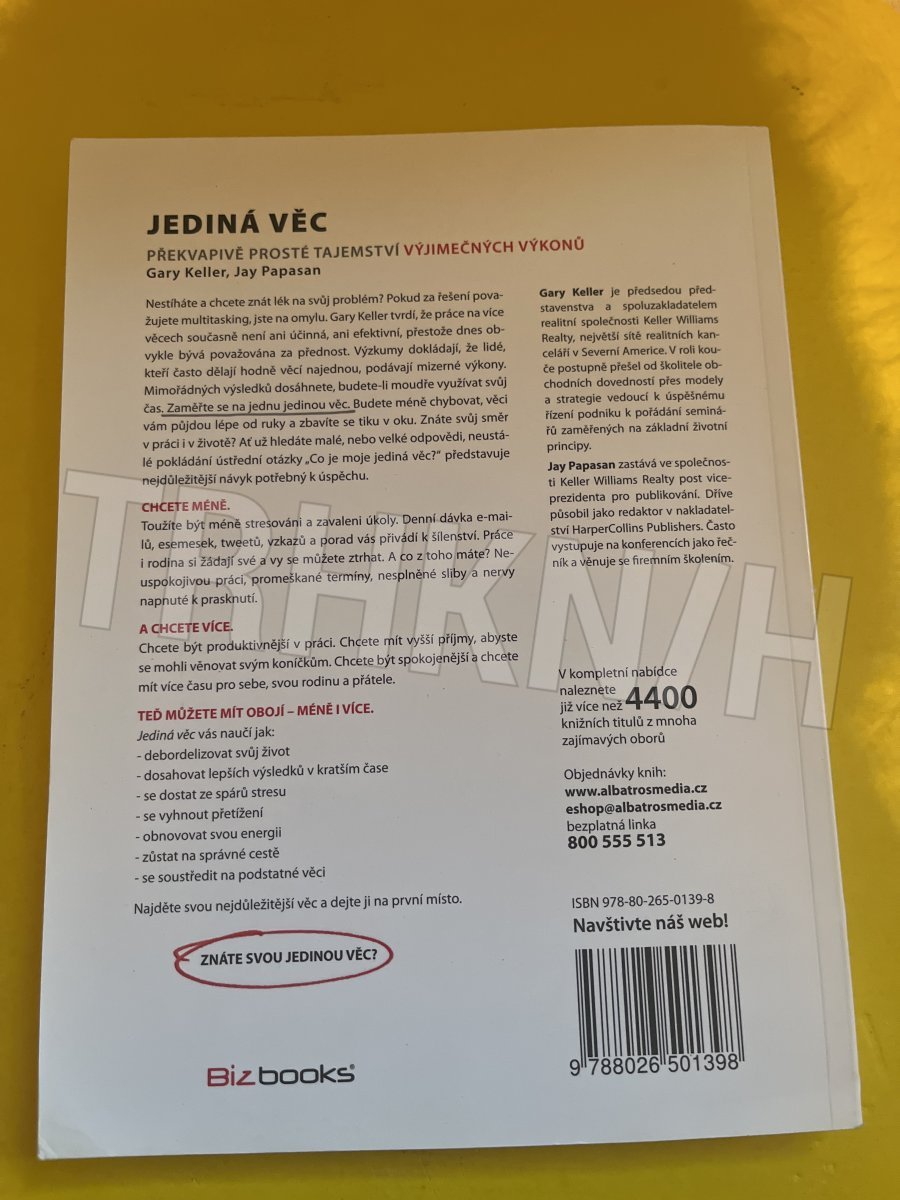 JEDINÁ VĚC
PŘEKVAPIVĚ PROSTÉ TAJEMSTVÍ VÝJIMEČNÝCH VÝKONŮ
Gary Keller, Jay Papasan
Nestíháte a chcete znát lék na svůj problém? Pokud za řešení pova-
žujete multitasking, jste na omylu. Gary Keller tvrdí, že práce na více
věcech současně není ani účinná, ani efektivní, přestože dnes ob-
vykle bývá považována za přednost. Výzkumy dokládají, že lidé,
kteří často dělají hodně věcí najednou, podávají mizerné výkony.
Mimořádných výsledků dosáhnete, budete-li moudře využívat svůj
čas. Zaměřte se na jednu jedinou věc. Budete méně chybovat, věci
vám půjdou lépe od ruky a zbavíte se tiku v oku. Znáte svůj směr
v práci i v životě? Ať už hledáte malé, nebo velké odpovědi, neustá-
lé pokládání ústřední otázky „Co je moje jediná věc?“ představuje
nejdůležitější návyk potřebný k úspěchu.
CHCETE MÉNĚ.
Toužíte být méně stresováni a zavaleni úkoly. Denní dávka e-mai-
lů, esemesek, tweetů, vzkazů a porad vás přivádí k šílenství. Práce
i rodina si žádají své a vy se můžete ztrhat. A co z toho máte? Ne-
uspokojivou práci, promeškané termíny, nesplněné sliby a nervy
napnuté k prasknutí.
A CHCETE VÍCE.
Chcete být produktivnější v práci. Chcete mít vyšší příjmy, abyste
se mohli věnovat svým koníčkům. Chcete být spokojenější a chcete
mít více času pro sebe, svou rodinu a přátele.
TEĎ MŮŽETE MÍT OBOJÍ – MÉNĚ I VÍCE.
Jediná věc vás naučí jak:
- debordelizovat svůj život
- dosahovat lepších výsledků v kratším čase
- se dostat ze spárů stresu
- se vyhnout přetížení
- obnovovat svou energii
- zůstat na správné cestě
- se soustředit na podstatné věci
Najděte svou nejdůležitější věc a dejte ji na první místo.
ZNÁTE SVOU JEDINOU VĚC?
Bizbooks®
Gary Keller je předsedou před-
stavenstva a spoluzakladatelem
realitní společnosti Keller Williams
Realty, největší sítě realitních kan-
celáří v Severní Americe. V roli kou-
če postupně přešel od školitele ob-
chodních dovedností přes modely
a strategie vedoucí k úspěšnému
řízení podniku k pořádání seminá-
řů zaměřených na základní životní
principy.
Jay Papasan zastává ve společnos-
ti Keller Williams Realty post vice-
prezidenta pro publikování. Dříve
působil jako redaktor v nakladatel-
ství HarperCollins Publishers. Často
vystupuje na konferencích jako řeč-
ník a věnuje se firemním školením.
V kompletní nabídce
naleznete
již více než 4400
knižních titulů z mnoha
zajímavých oborů
Objednávky knih:
www.albatrosmedia.cz
eshop@albatrosmedia.cz
bezplatná linka
800 555 513
ISBN 978-80-265-0139-8
Navštivte náš web!
9 788026 501398
TRHKNIH